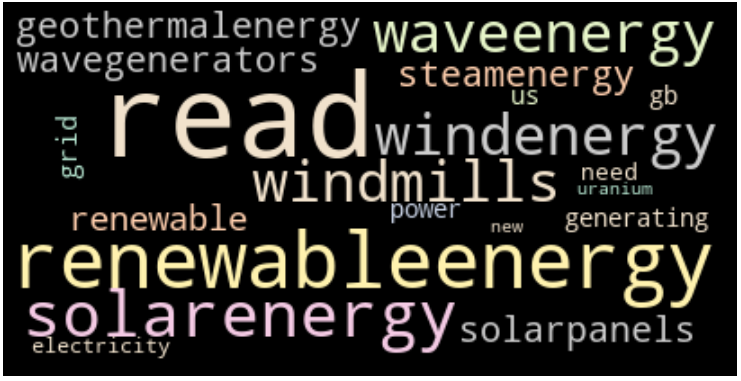 geothermalenergy
waveenergy
wavegenerators
steamenergy
us
gb
read
grid
windenergy
windmills
need
uranium
power
renewable
generating
new
renewableenergy
solarenergy
solarpanels
electricity